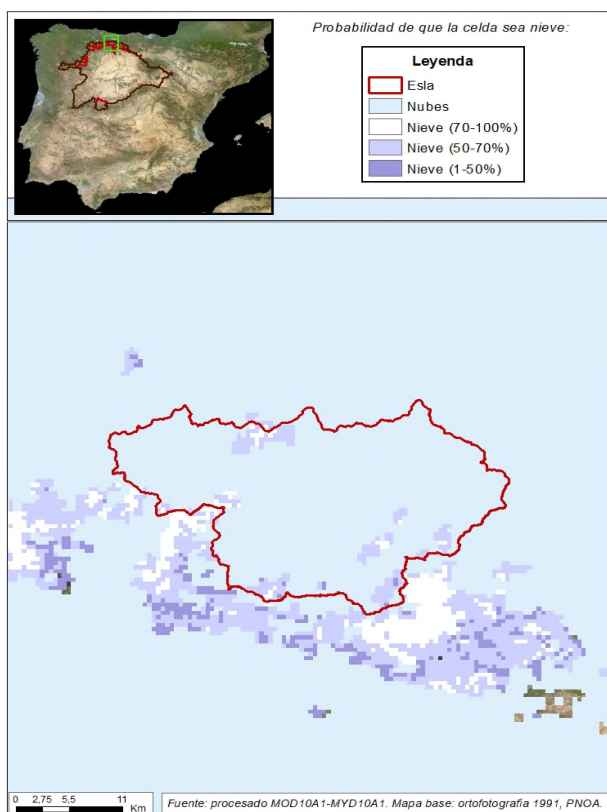 Probabilidad de que la celda sea nieve:
Leyenda
Esla
Nubes
Nieve (70-100%)
Nieve (50-70%)
Nieve (1-50%)
0 2,75 5,5 11
Km
Fuente: procesado MOD10A1-MYD10A1. Mapa base: ortofotografia 1991, PNOA